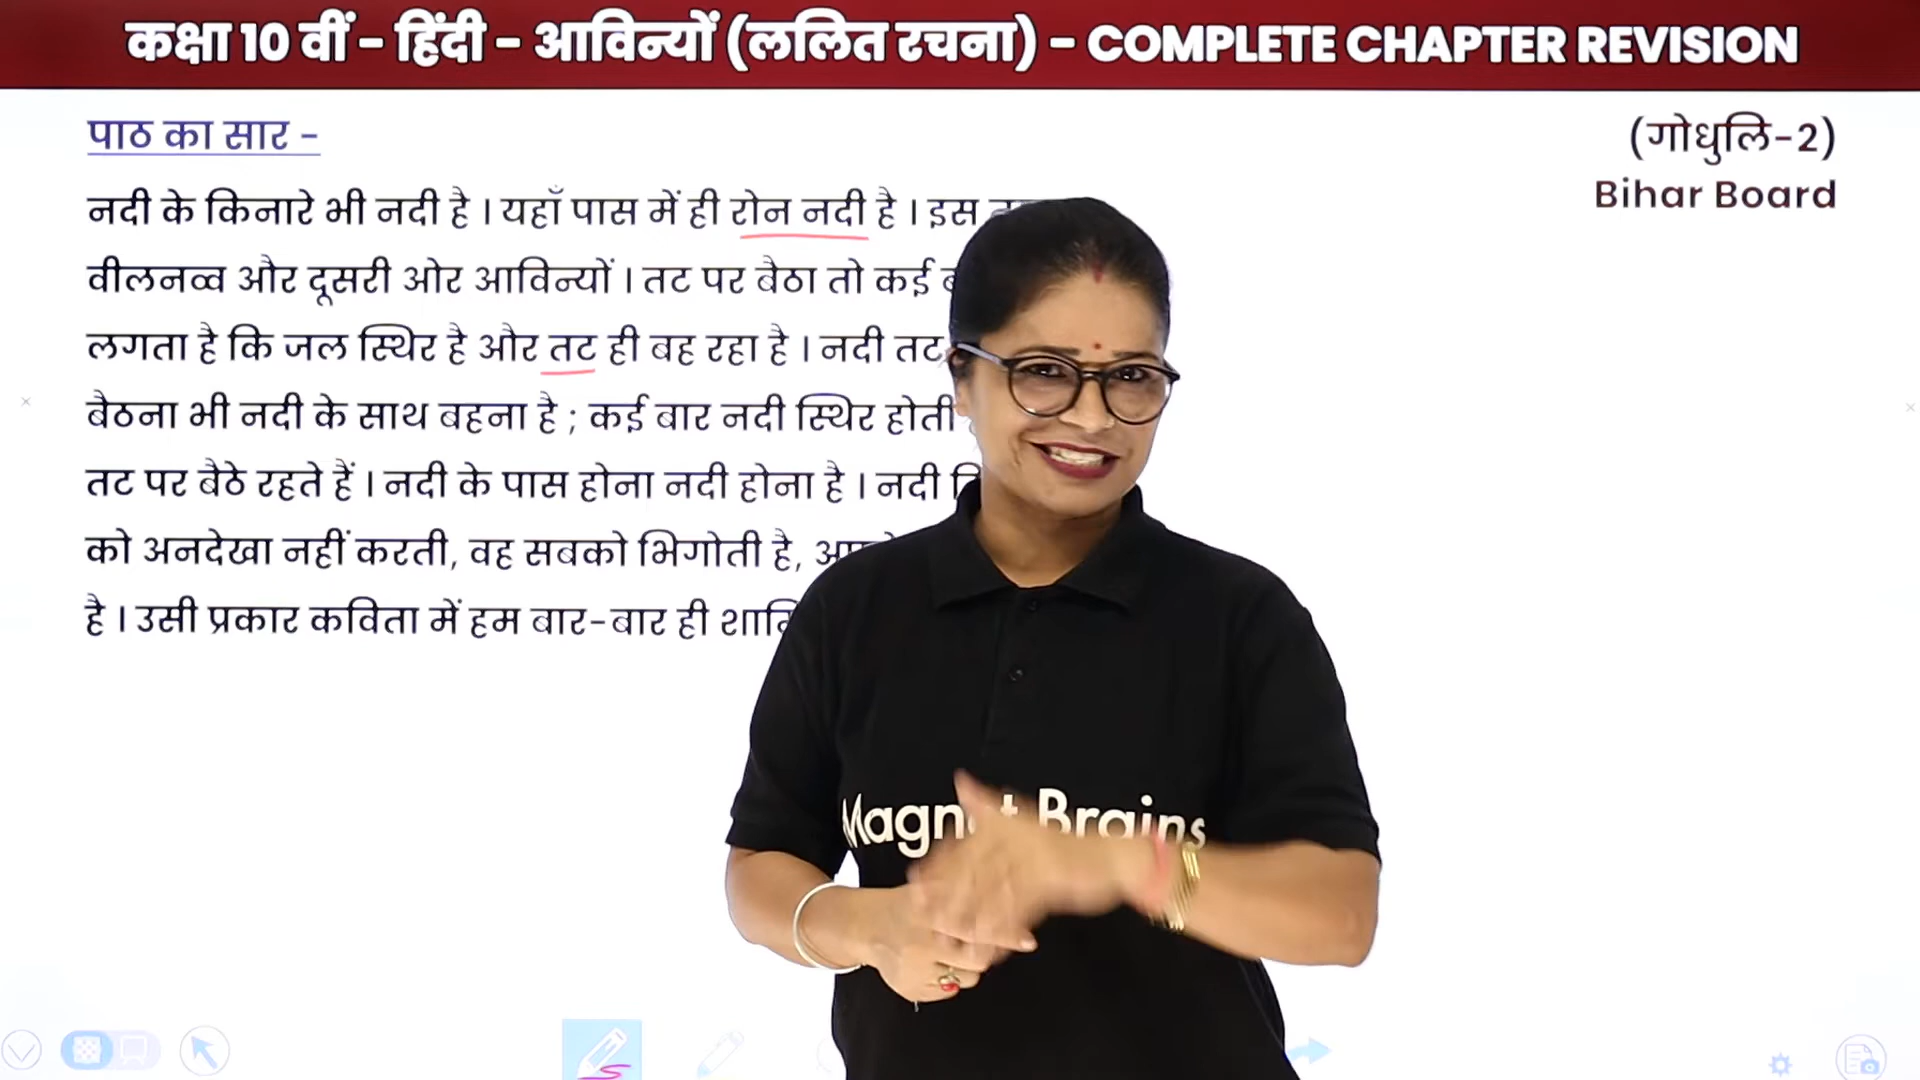 कक्षा 10 वीं - हिंदी - आविन्यों (ललित रचना) - COMPLETE CHAPTER REVISION
पाठ का सार -
(गोधुलि-2)
Bihar Board
नदी के किनारे भी नदी है । यहाँ पास में ही रोन नदी है । इस
वीलनव्व और दूसरी ओर आविन्यों । तट पर बैठा तो कई
लगता है कि जल स्थिर है और तट ही बह रहा है । नदी तट
बैठना भी नदी के साथ बहना है ; कई बार नदी स्थिर होती
तट पर बैठे रहते हैं । नदी के पास होना नदी होना है । नदी
को अनदेखा नहीं करती, वह सबको भिगोती है,
है । उसी प्रकार कविता में हम बार-बार ही
Brains